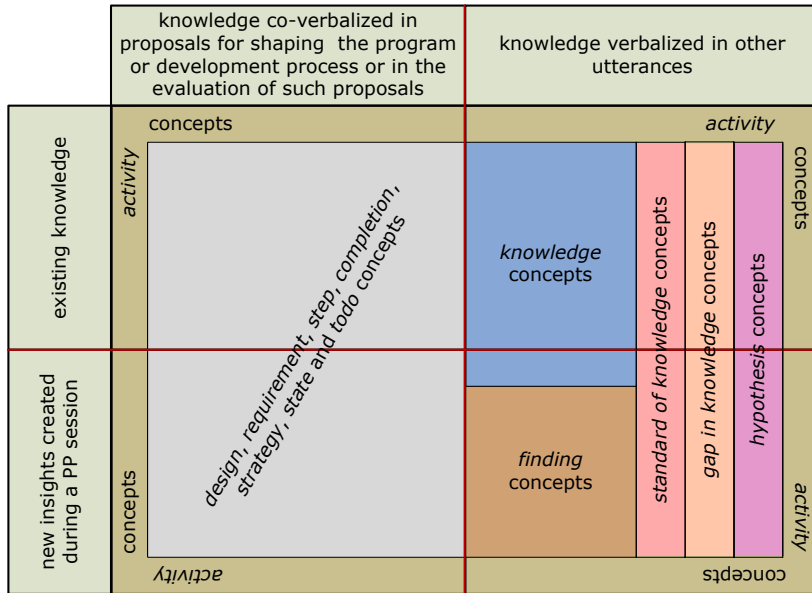 knowledge co-verbalized in
proposals for shaping the program
or development process or in the
evaluation of such proposals
knowledge verbalized in other
utterances
concepts
activity
activity
concepts
existing knowledge
design, requirement, step, completion,
strategy, state and todo concepts
knowledge
concepts
standard of knowledge concepts
gap in knowledge concepts
hypothesis concepts
new insights created
during a PP session
concepts
finding
concepts
activity
activity
concepts